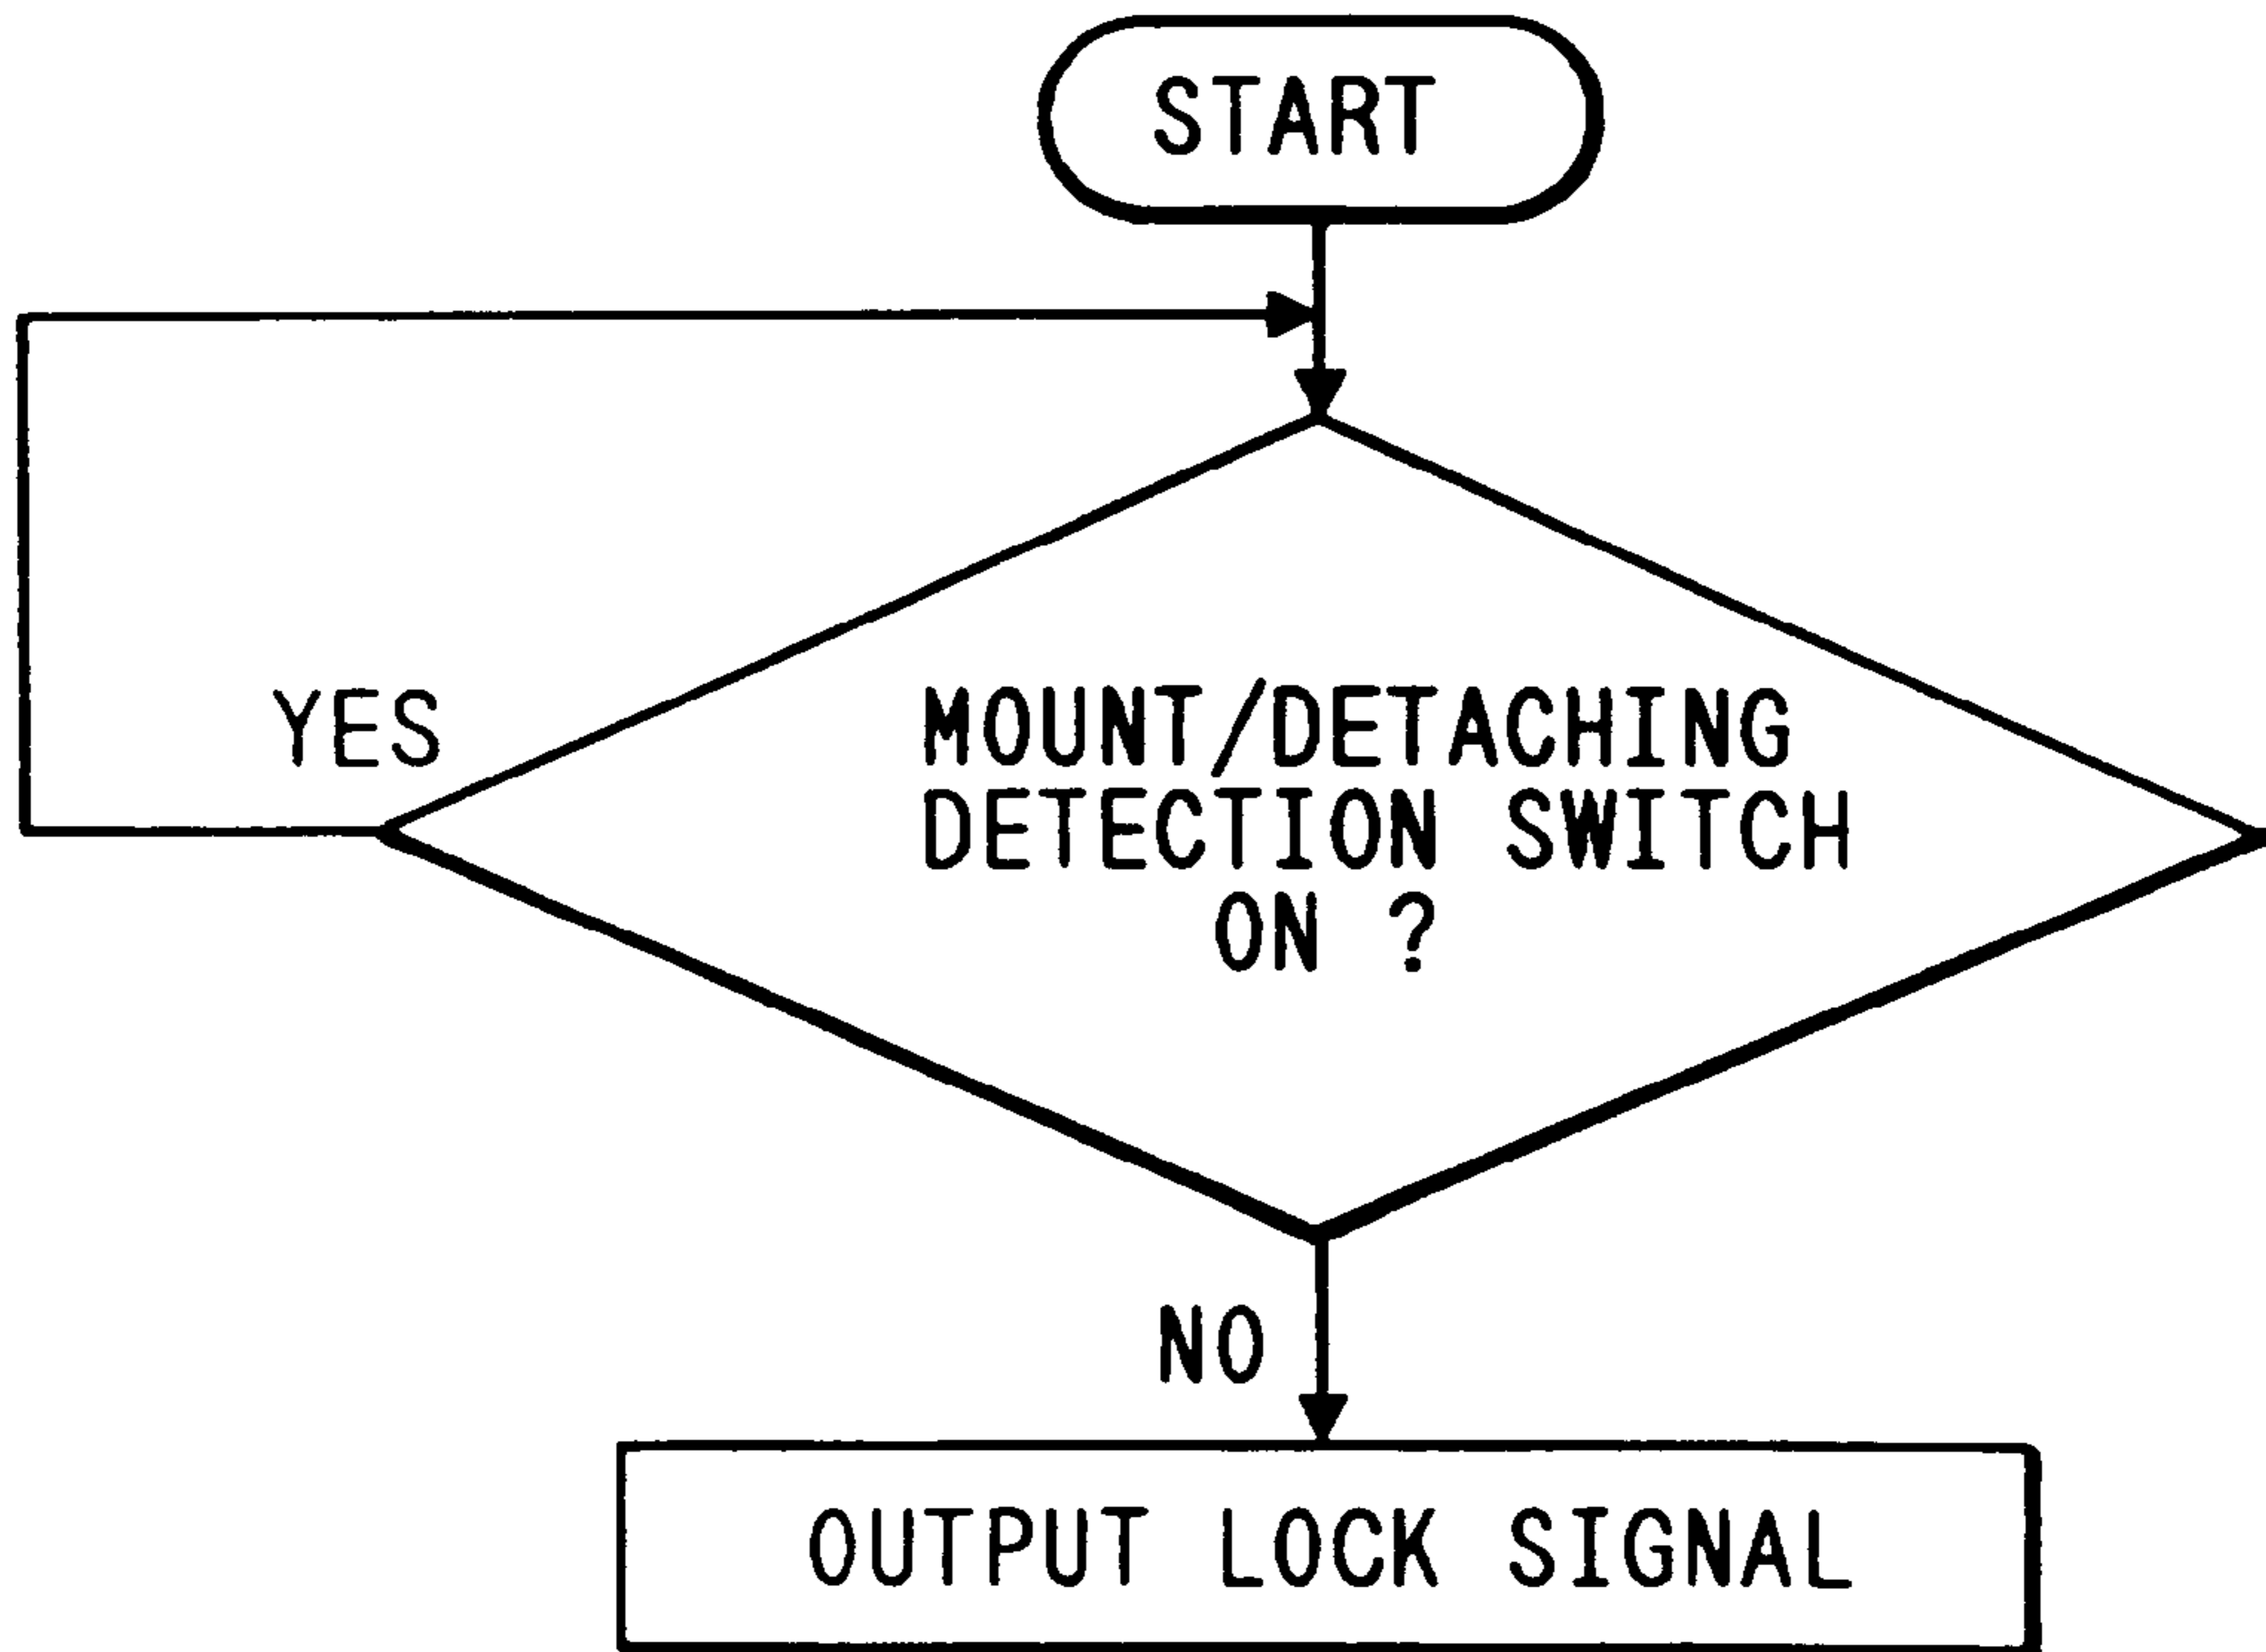 START
YES
MOUNT/DETACHING
DETECTION SWITCH
ON ?
NO
OUTPUT LOCK SIGNAL